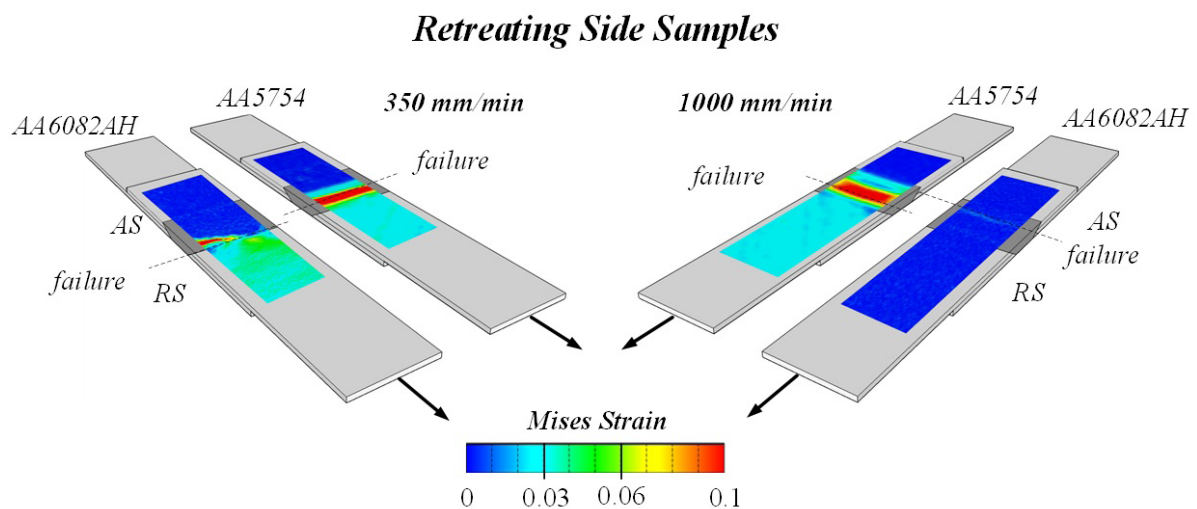 Retreating Side Samples
AA5754
350 mm/min
1000 mm/min
AA5754
AA6082AH
AA6082AH
failure
failure
AS
AS
failure
failure
RS
RS
Mises Strain
0 0.03 0.06 0.1